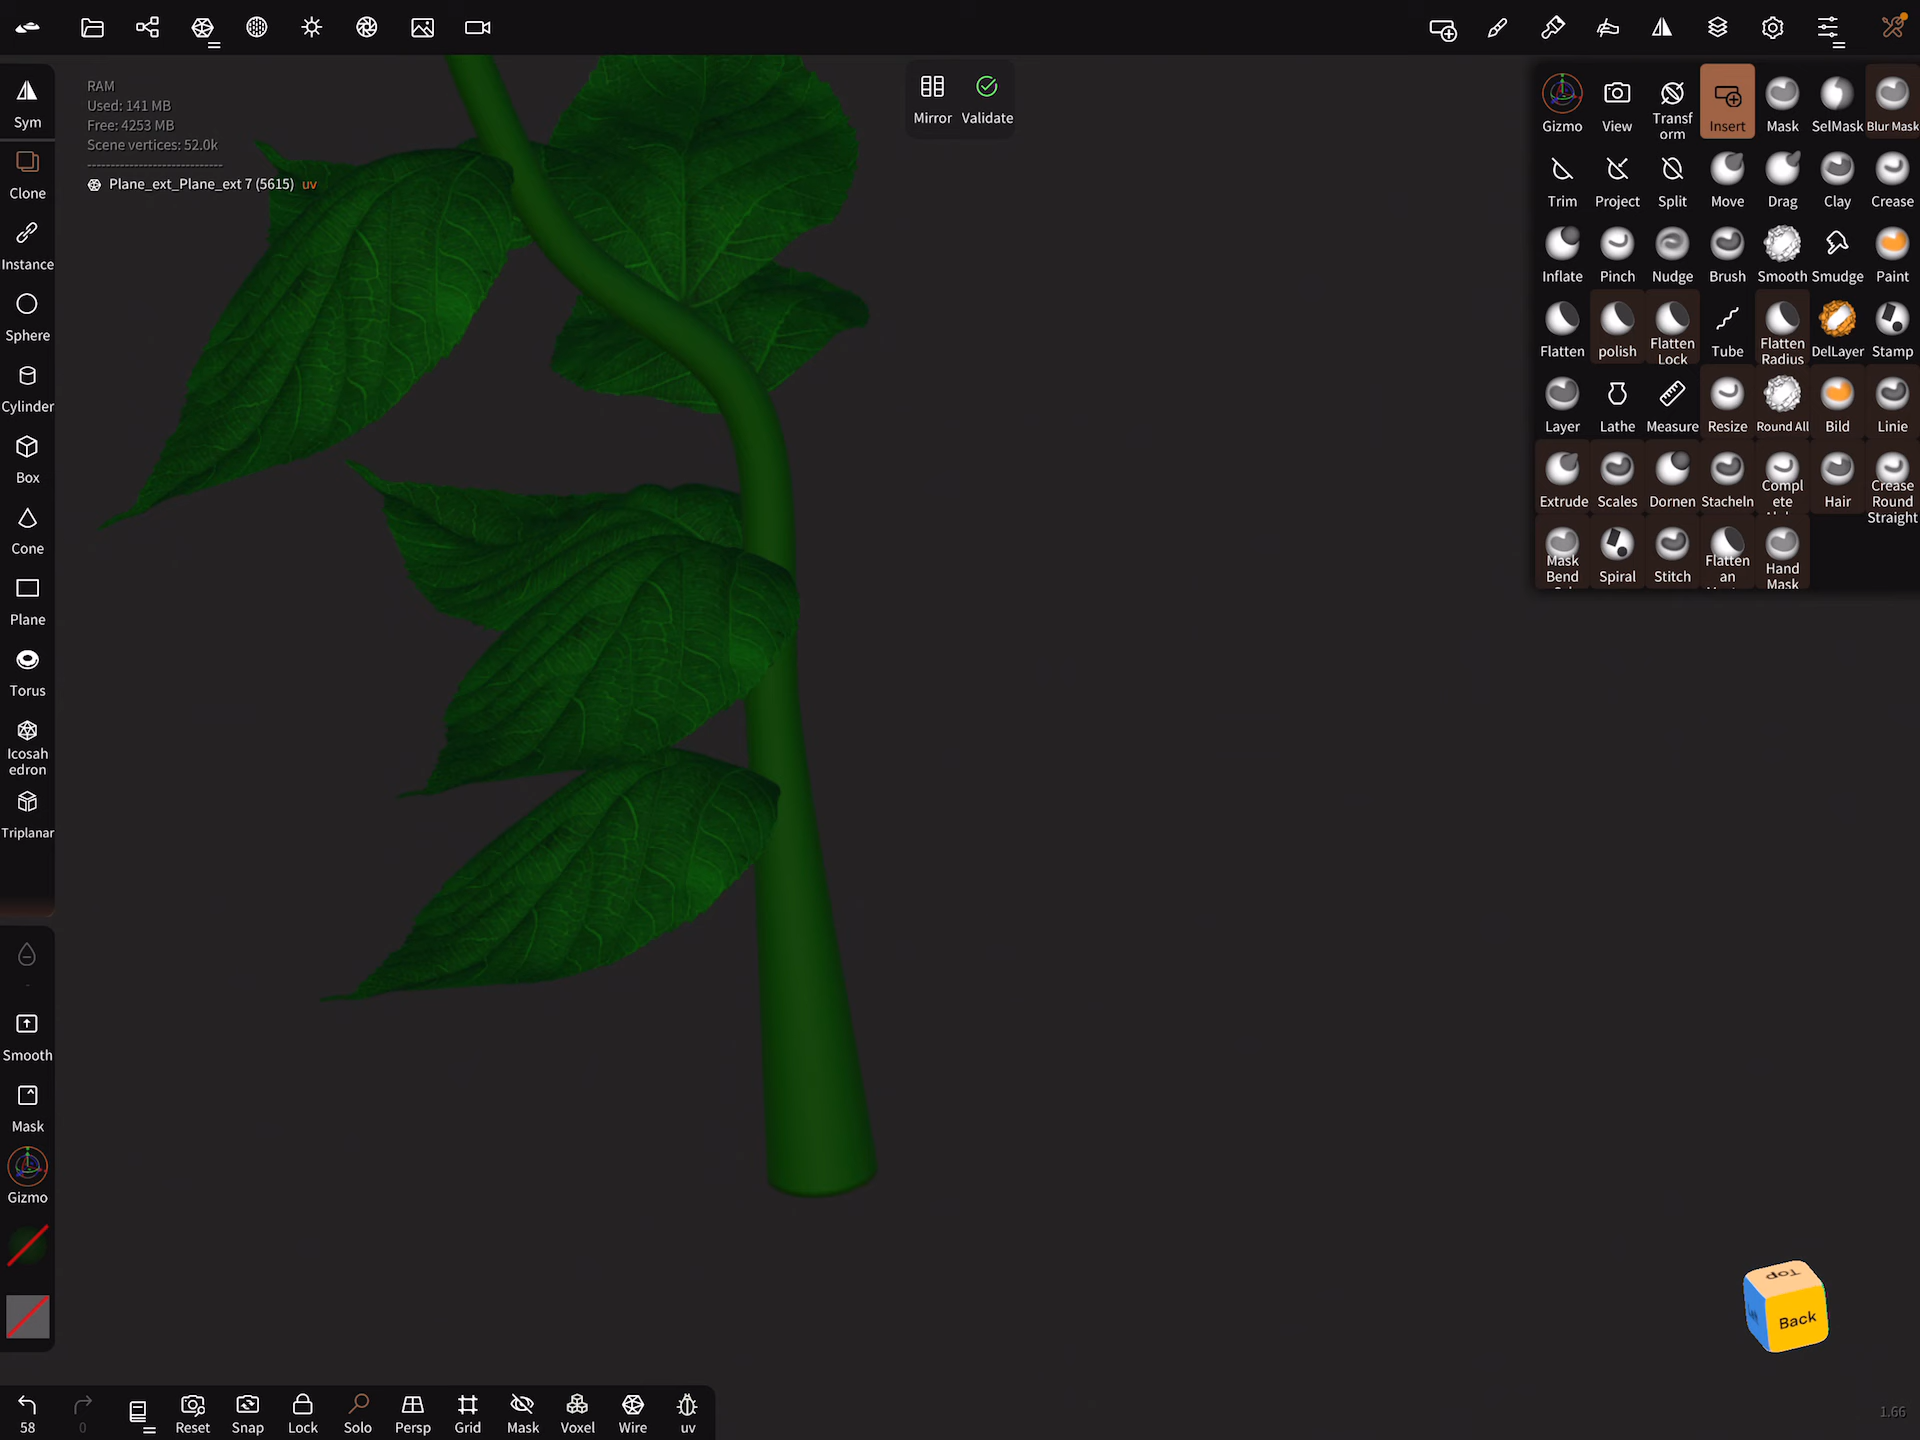 RAM
Used: 141 MB
Free: 4253 MB
Scene vertices: 52.0k
Plane_ext_Plane_ext 7 (5615) uv
Mirror
Validate
Sym
Clone
Instance
Sphere
Cylinder
Box
Cone
Plane
Torus
Icosah
edron
Triplanar
Smooth
Mask
Gizmo
Gizmo
View
Transf
orm
Insert
Mask
SelMask
Blur Mask
Trim
Project
Split
Move
Drag
Clay
Crease
Inflate
Pinch
Nudge
Brush
Smooth
Smudge
Paint
Flatten
polish
Flatten
Lock
Tube
Flatten
Radius
DelLayer
Stamp
Layer
Lathe
Measure
Resize
Round All
Bild
Linie
Extrude
Scales
Dornen
Stacheln
Compl
ete
Hair
Crease
Round
Straight
Mask
Bend
Spiral
Stitch
Flatten
an
Hand
Mask
Top
Back
58
0
Reset
Snap
Lock
Solo
Persp
Grid
Mask
Voxel
Wire
uv
1.66